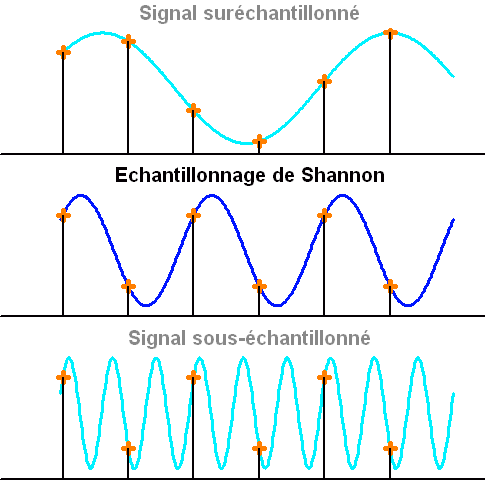 Signal suréchantillonné
Echantillonnage de Shannon
Signal sous-échantillonné